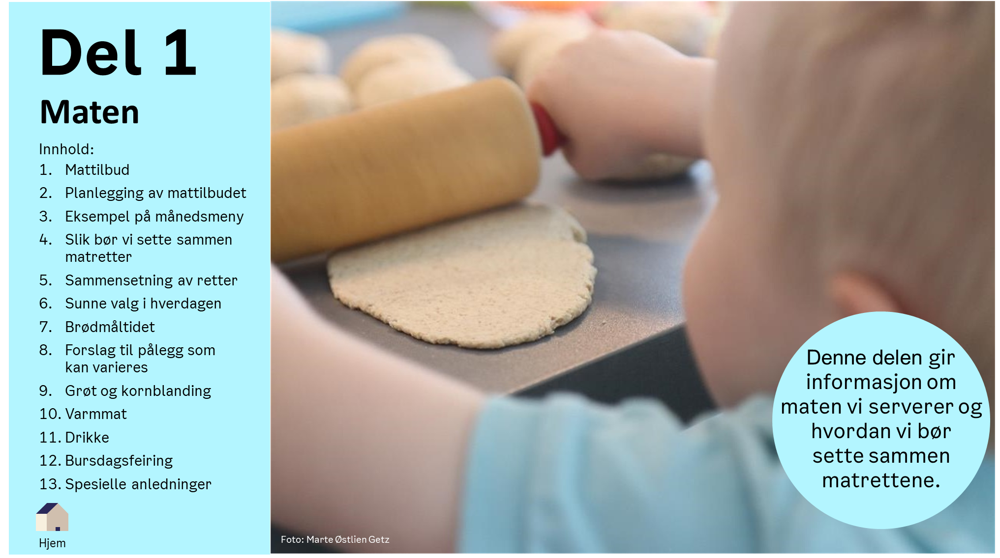 Del 1
Maten
Innhold:
1. Mattilbud
2. Planlegging av mattilbudet
3. Eksempel på månedsmeny
4. Slik bør vi sette sammen
matretter
5. Sammensetning av retter
6. Sunne valg i hverdagen
7. Brødmåltidet
8. Forslag til pålegg som
kan varieres
9. Grøt og kornblanding
10. Varmmat
11. Drikke
12. Bursdagsfeiring
13. Spesielle anledninger
Hjem
Foto: Marte Østlien Getz
Denne delen gir
informasjon om
maten vi serverer og
hvordan vi bør
sette sammen
matrettene.